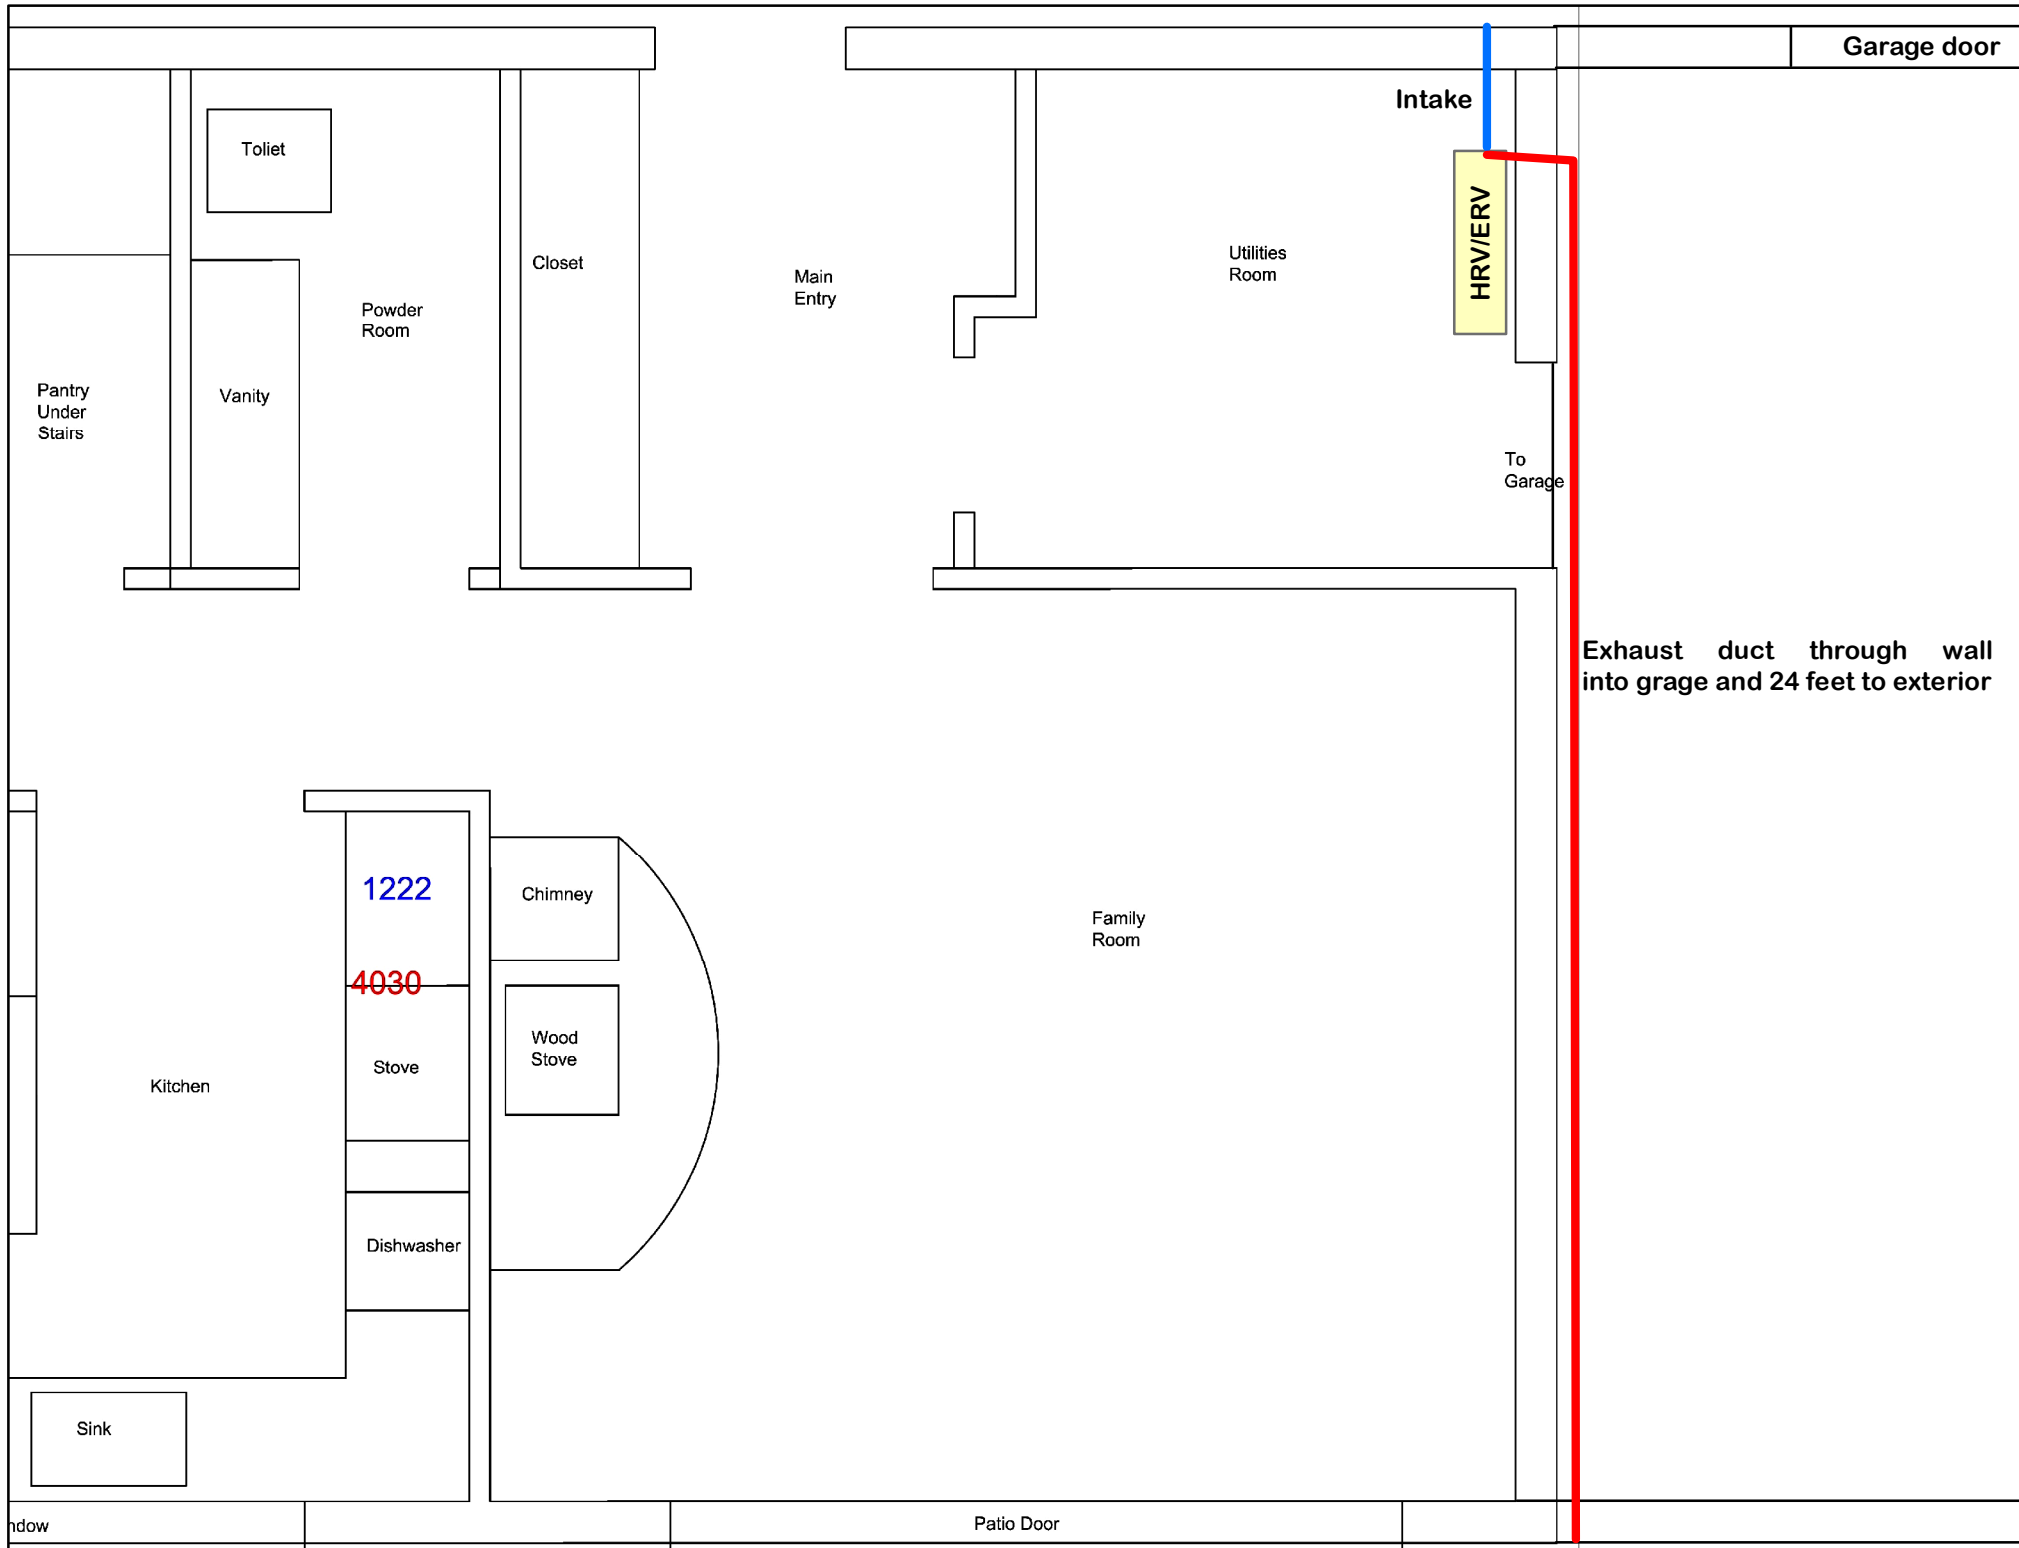 Garage door
Intake
Toliet
HRV/ERV
Closet
Utilities
Room
Main
Entry
Powder
Room
Pantry
Under
Stairs
Vanity
To
Garage
Exhaust duct through wall
into grage and 24 feet to exterior
1222
Chimney
Family
Room
4030
Wood
Stove
Stove
Kitchen
Dishwasher
Sink
ndow
Patio Door